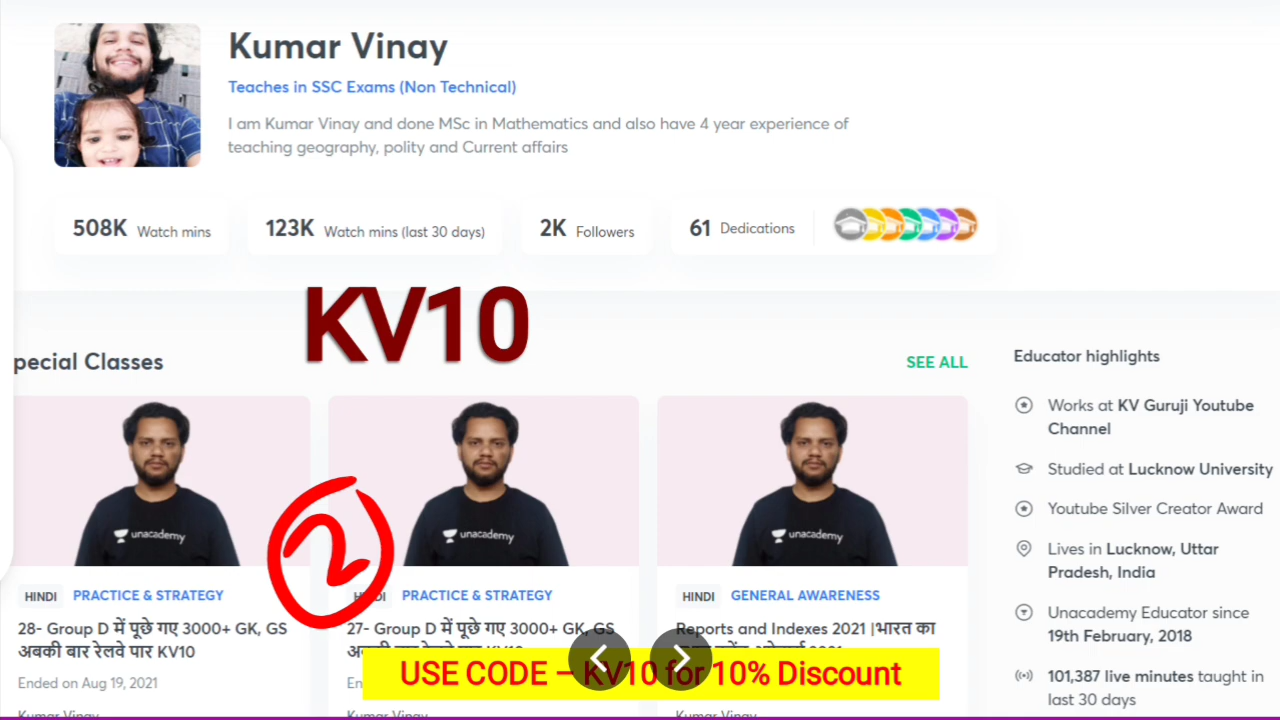 Kumar Vinay
Teaches in SSC Exams (Non Technical)
I am Kumar Vinay and done MSc in Mathematics and also have 4 year experience of
teaching geography, polity and Current affairs
508K Watch mins
123K Watch mins (last 30 days)
2K Followers
61 Dedications
KV10
pecial Classes
SEE ALL
unacademy
unacademy
unacademy
2
HINDI PRACTICE & STRATEGY
28- Group D में पूछे गए 3000+ GK, GS
अबकी बार रेलवे पार KV10
Ended on Aug 19, 2021
Kumar Vinay
HINDI PRACTICE & STRATEGY
27- Group D में पूछे गए 3000+ GK, GS
En
Kumar Vinay
HINDI GENERAL AWARENESS
Reports and Indexes 2021 |भारत का
Kumar Vinay
USE CODE – KV10 for 10% Discount
Educator highlights
Works at KV Guruji Youtube
Channel
Studied at Lucknow University
Youtube Silver Creator Award
Lives in Lucknow, Uttar
Pradesh, India
Unacademy Educator since
19th February, 2018
101,387 live minutes taught in
last 30 days